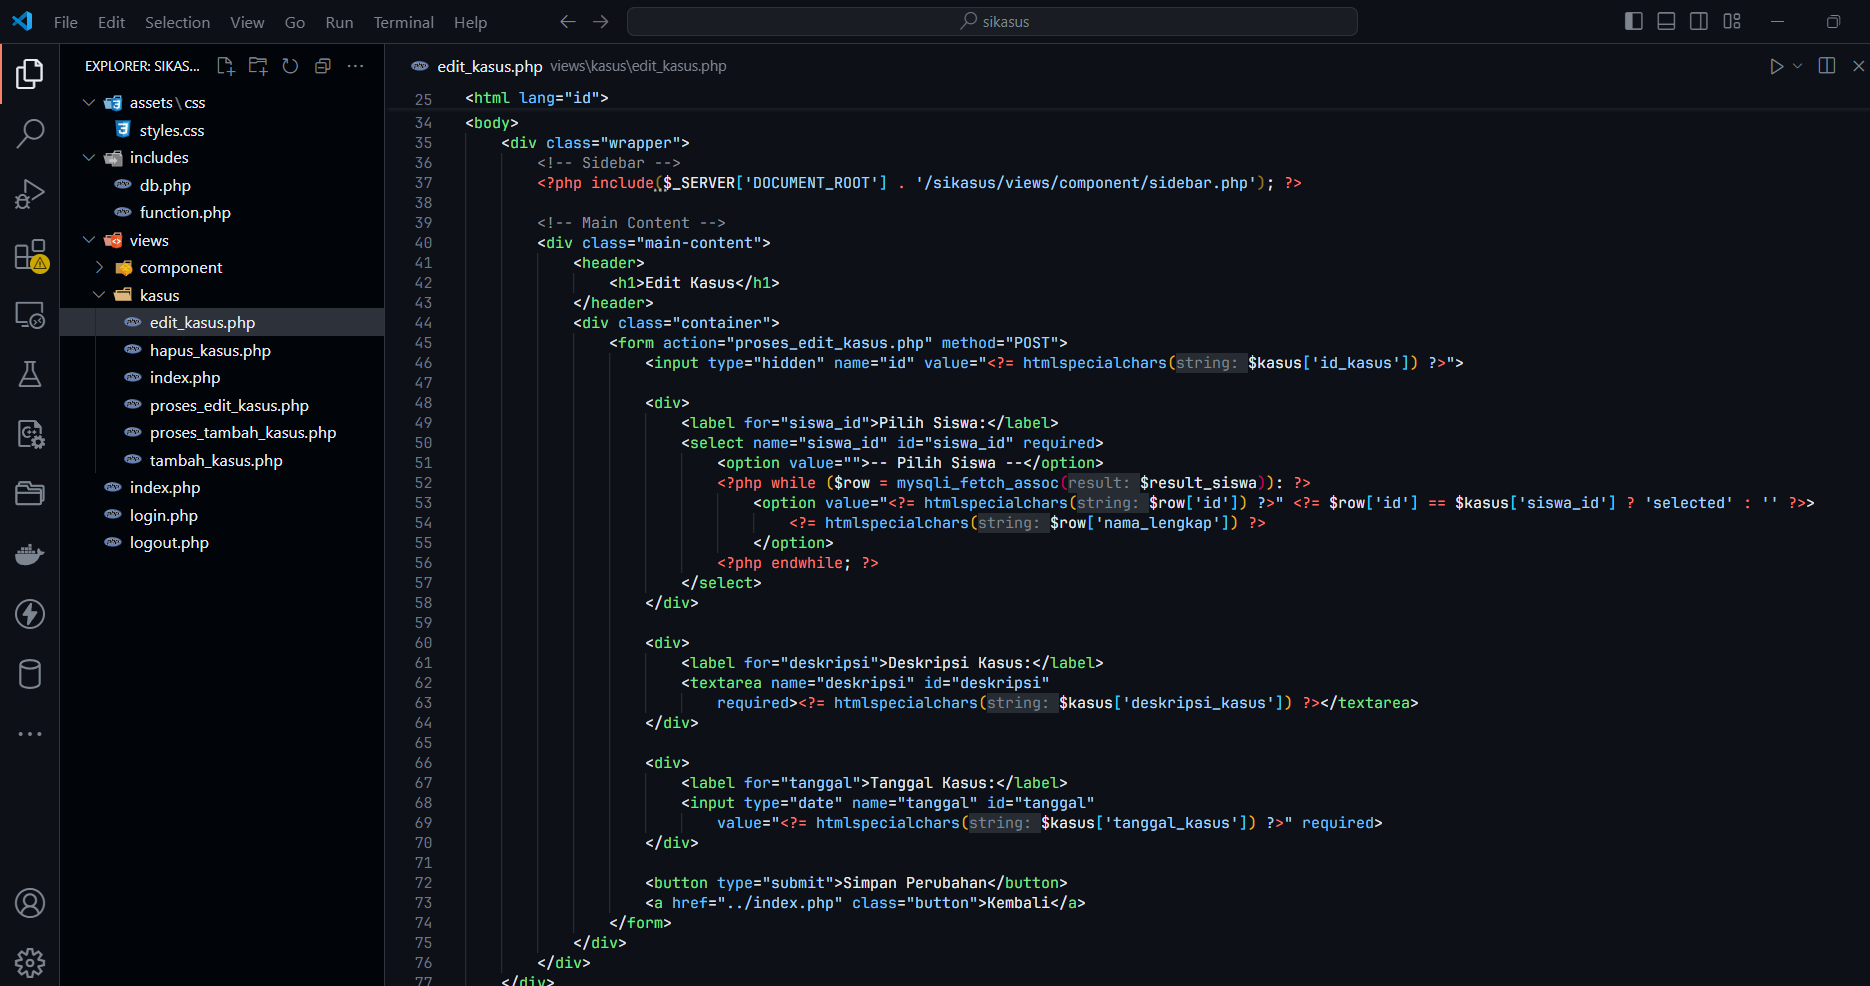 File Edit Selection View Go Run Terminal Help
sikasus
EXPLORER: SIKAS...
assets\css
styles.css
includes
db.php
function.php
views
component
kasus
edit_kasus.php
hapus_kasus.php
index.php
proses_edit_kasus.php
proses_tambah_kasus.php
tambah_kasus.php
index.php
login.php
logout.php
edit_kasus.php views\kasus\edit_kasus.php
25 <html lang="id">
34 <body>
35 <div class="wrapper">
36 <!-- Sidebar -->
37 <?php include($_SERVER['DOCUMENT_ROOT'] . '/sikasus/views/component/sidebar.php'); ?>
38
39 <!-- Main Content -->
40 <div class="main-content">
41 <header>
42 <h1>Edit Kasus</h1>
43 </header>
44 <div class="container">
45 <form action="proses_edit_kasus.php" method="POST">
46 <input type="hidden" name="id" value="<?= htmlspecialchars(string: $kasus['id_kasus']) ?>">
47
48 <div>
49 <label for="siswa_id">Pilih Siswa:</label>
50 <select name="siswa_id" id="siswa_id" required>
51 <option value="">-- Pilih Siswa --</option>
52 <?php while ($row = mysqli_fetch_assoc(result: $result_siswa)): ?>
53 <option value="<?= htmlspecialchars(string: $row['id']) ?>" <?= $row['id'] == $kasus['siswa_id'] ? 'selected' : '' ?>>
54 <?= htmlspecialchars(string: $row['nama_lengkap']) ?>
55 </option>
56 <?php endwhile; ?>
57 </select>
58 </div>
59
60 <div>
61 <label for="deskripsi">Deskripsi Kasus:</label>
62 <textarea name="deskripsi" id="deskripsi"
63 required><?= htmlspecialchars(string: $kasus['deskripsi_kasus']) ?></textarea>
64 </div>
65
66 <div>
67 <label for="tanggal">Tanggal Kasus:</label>
68 <input type="date" name="tanggal" id="tanggal"
69 value="<?= htmlspecialchars(string: $kasus['tanggal_kasus']) ?>" required>
70 </div>
71
72 <button type="submit">Simpan Perubahan</button>
73 <a href="../index.php" class="button">Kembali</a>
74 </form>
75 </div>
76 </div>
77 </div>